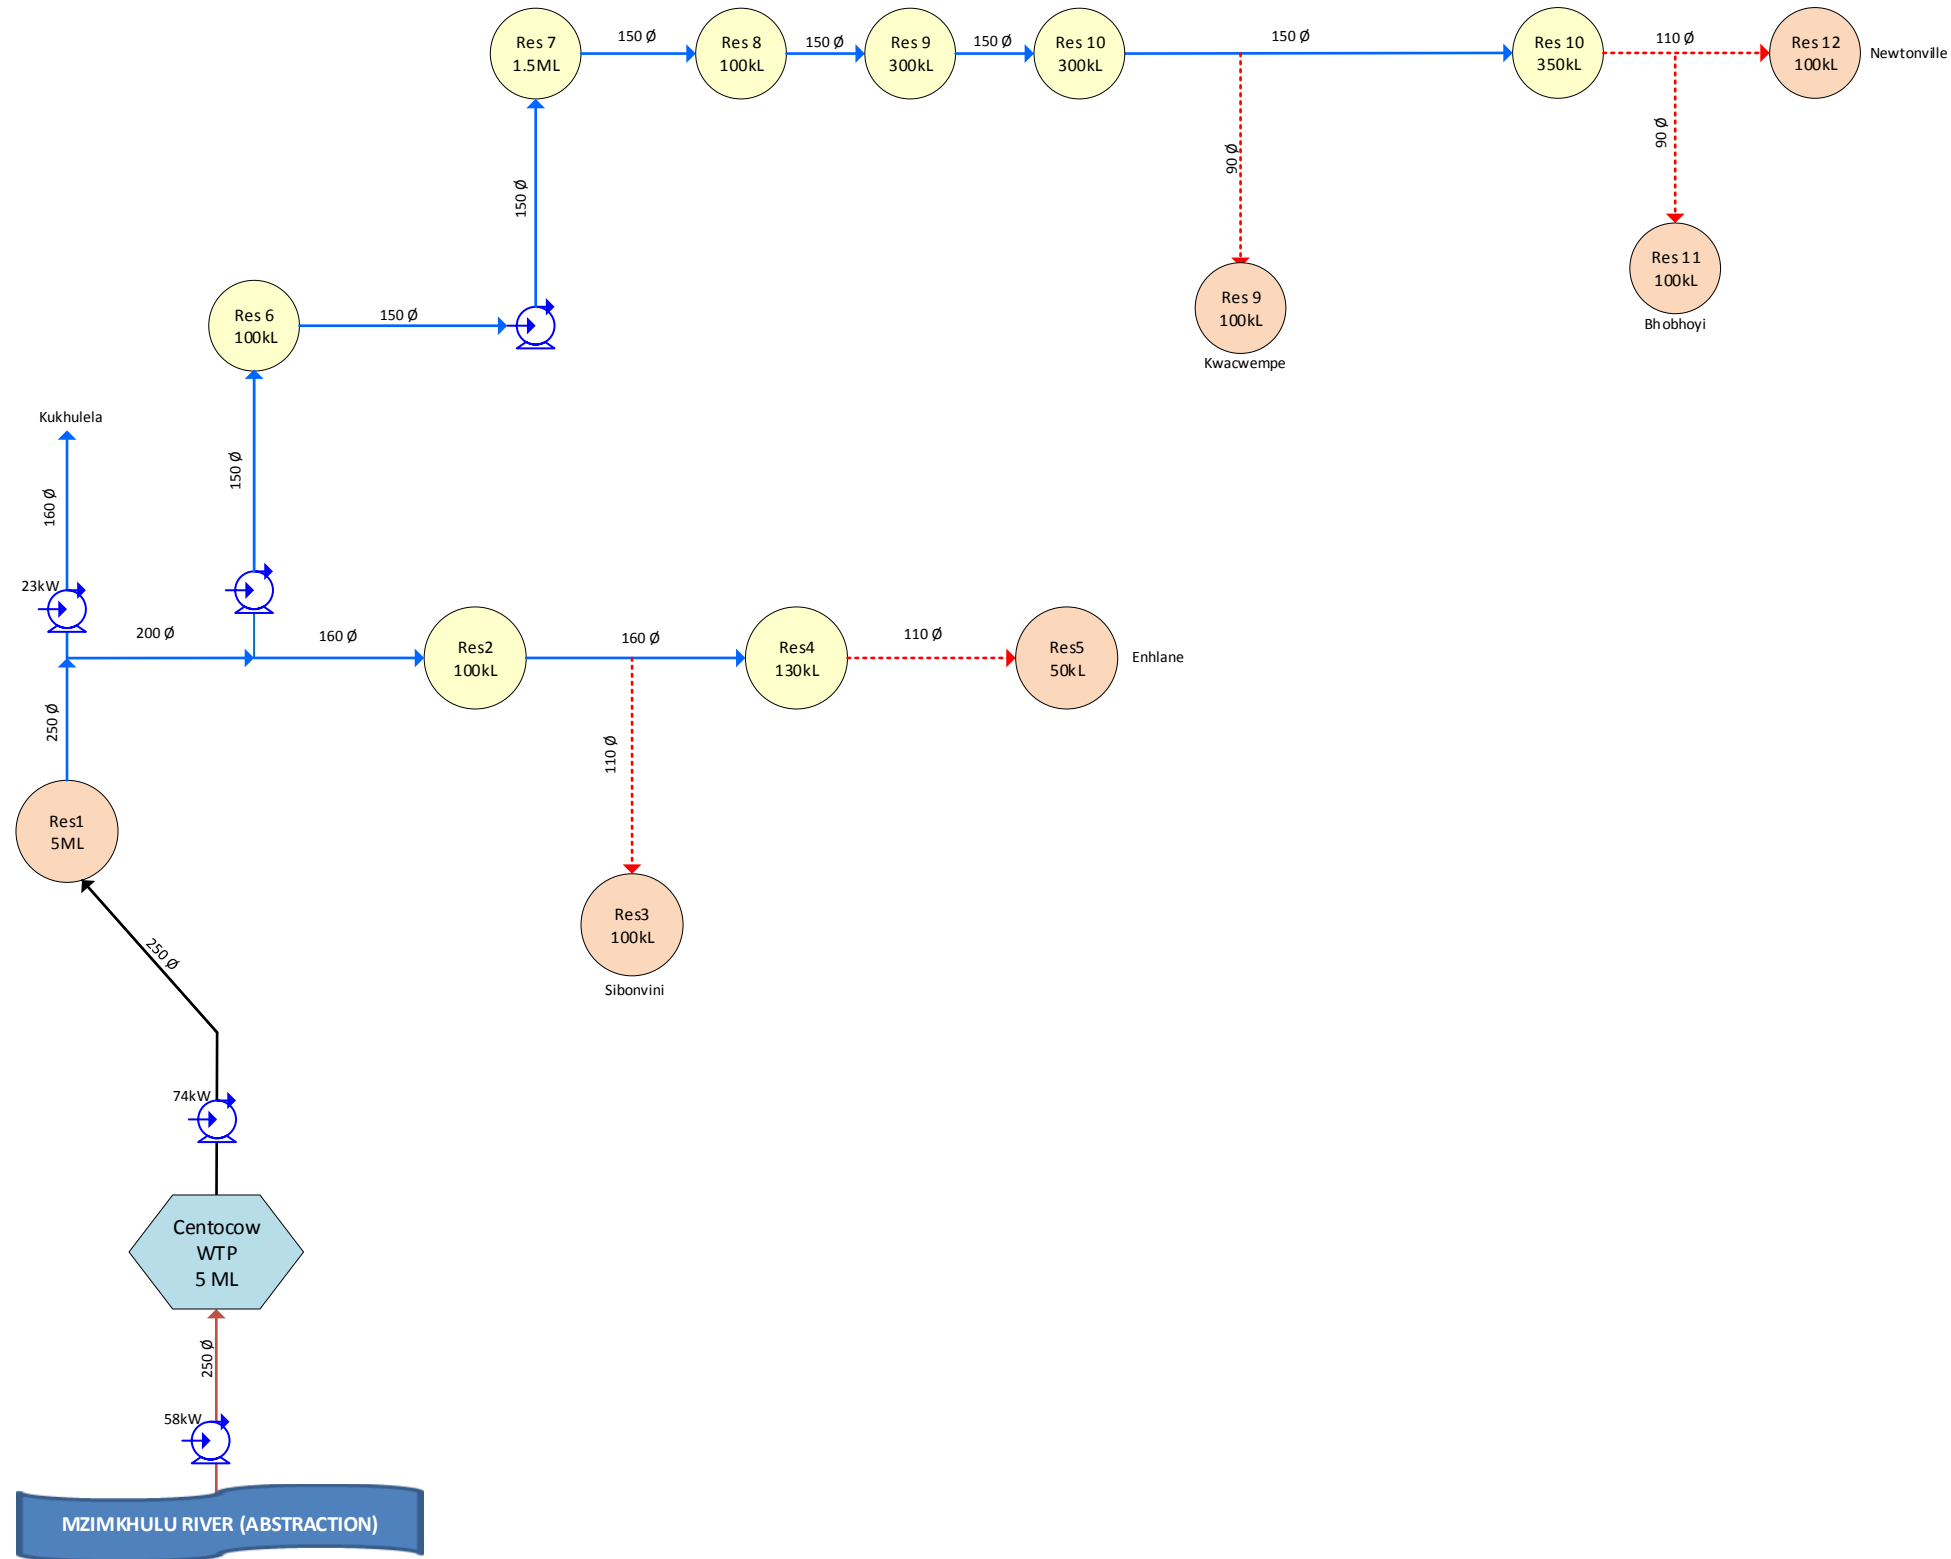 Res 7
1.5ML
150 Ø
Res 8
100kL
150 Ø
Res 9
300kL
150 Ø
Res 10
300kL
150 Ø
Res 10
350kL
110 Ø
Res 12
100kL
Newtonville
150 Ø
90 Ø
90 Ø
Res 9
100kL
Kwacwempe
Res 11
100kL
Bhobhoyi
Res 6
100kL
150 Ø
Kukhulela
160 Ø
150 Ø
23kW
200 Ø
160 Ø
Res2
100kL
160 Ø
Res4
130kL
110 Ø
Res5
50kL
Enhlane
250 Ø
110 Ø
Res1
5ML
Res3
100kL
Sibonvini
250 Ø
74kW
Centocow
WTP
5 ML
250 Ø
58kW
MZIMKHULU RIVER (ABSTRACTION)